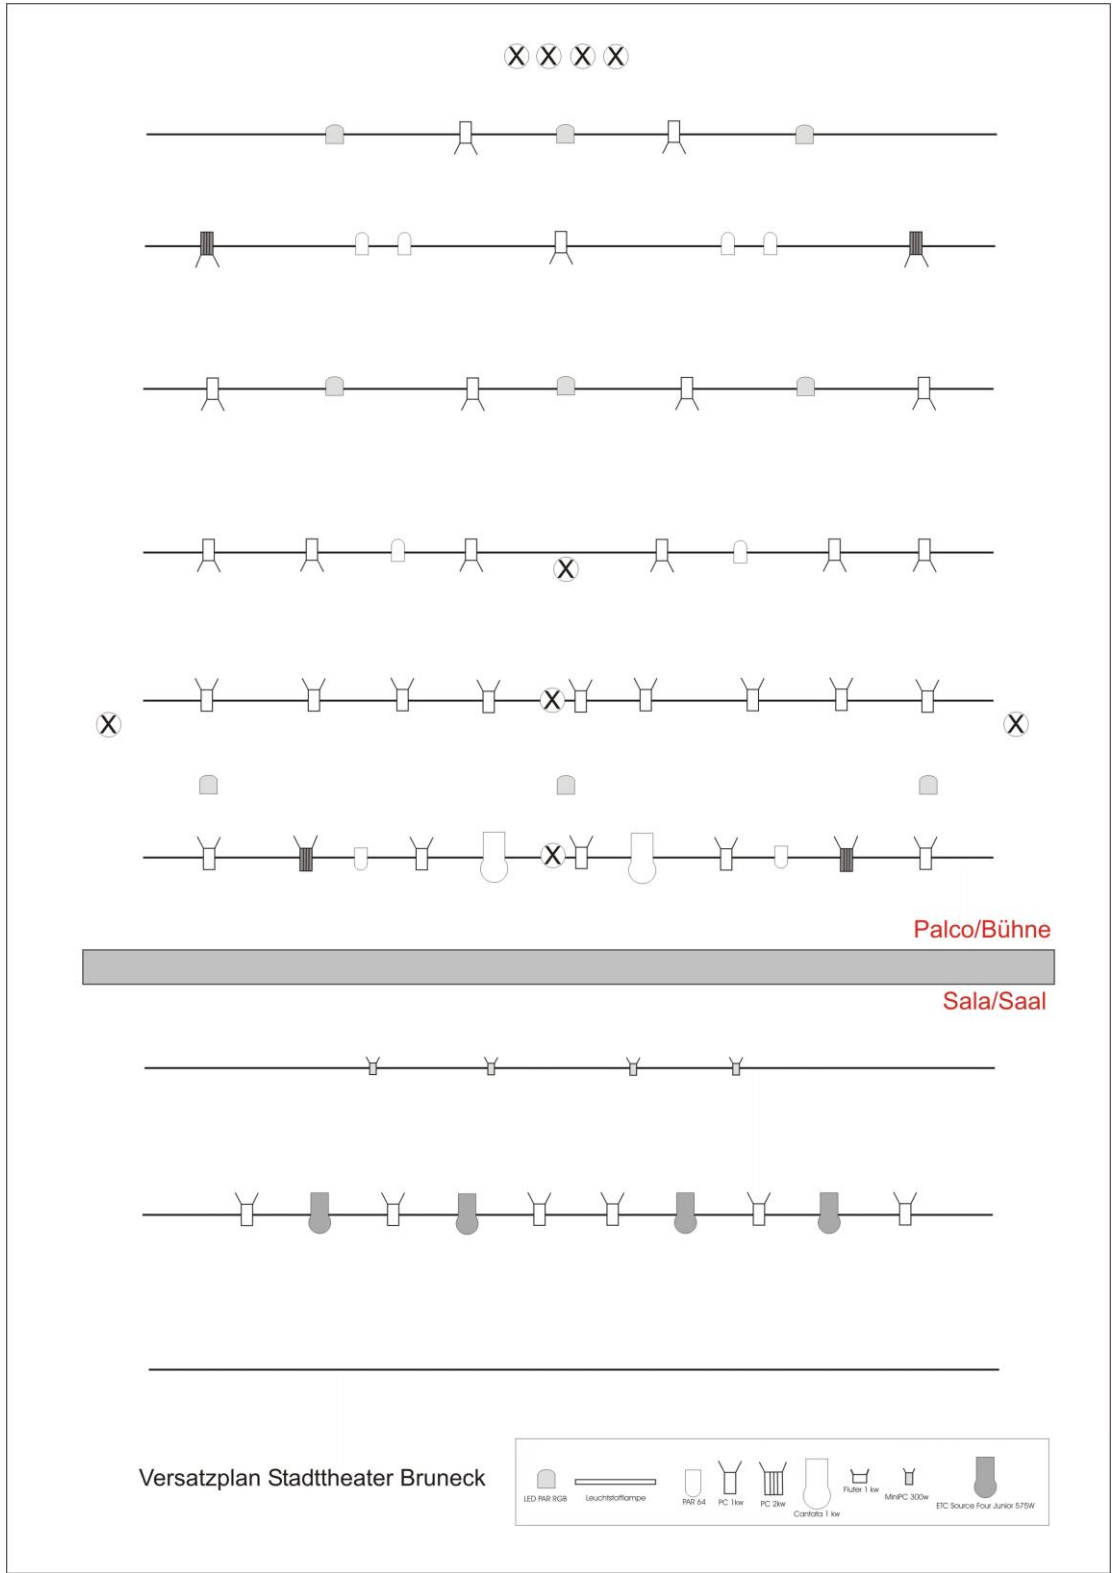 X X X X
X
X
X X
X
Palco/Bühne
Sala/Saal
Versatzplan Stadttheater Bruneck
LED PAR RGB
Leuchtstofflampe
PAR 64
PC 1kw
PC 2kw
Cantata 1 kw
Fluter 1 kw
MiniPC 300w
ETC Source Four Junior 575W